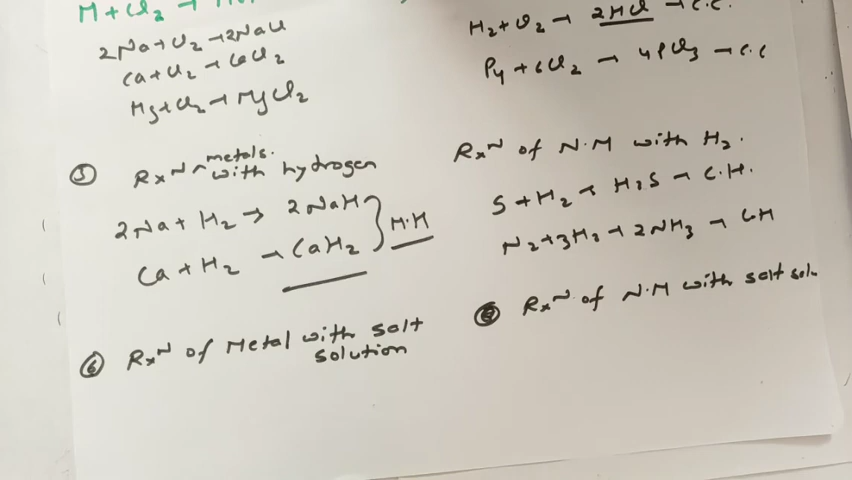 M + Cl2 →
2Na + Cl2 → 2NaCl
Ca + Cl2 → CaCl2
Mg + Cl2 → MgCl2
⑤ RxN metals with hydrogen
2Na + H2 → 2NaH
Ca + H2 → CaH2
M.H
⑥ RxN of Metal with salt
solution
H2 + Cl2 → 2HCl → C.C.
P4 + 6Cl2 → 4PCl3 → C.C
RxN of N.M with H2.
S + H2 → H2S → C.H.
N2 + 3H2 → 2NH3 → C.H
RxN of N.M with salt solu